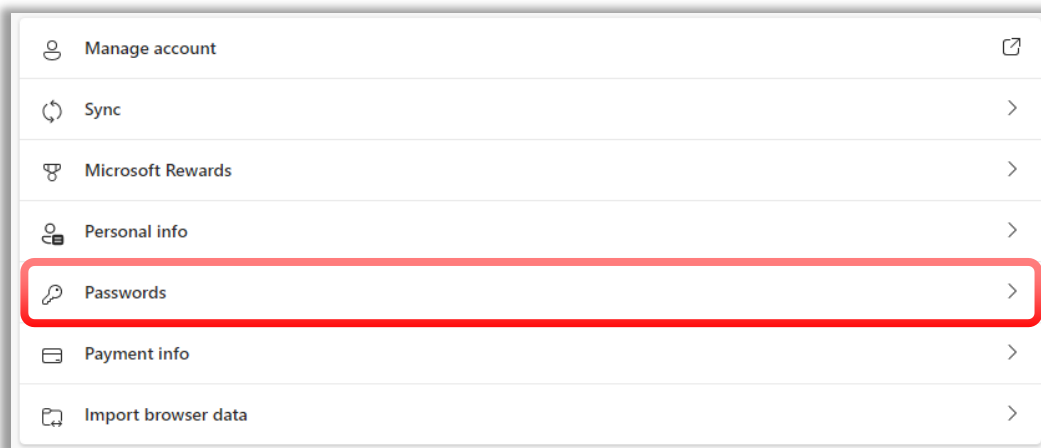 Manage account
Sync
Microsoft Rewards
Personal info
Passwords
Payment info
Import browser data